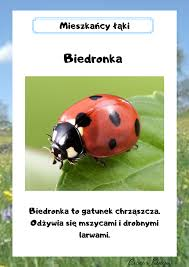 Mieszkańcy łąki
Biedronka
Biedronka to gatunek chrząszcza.
Odżywia się mszycami i drobnymi
larwami.